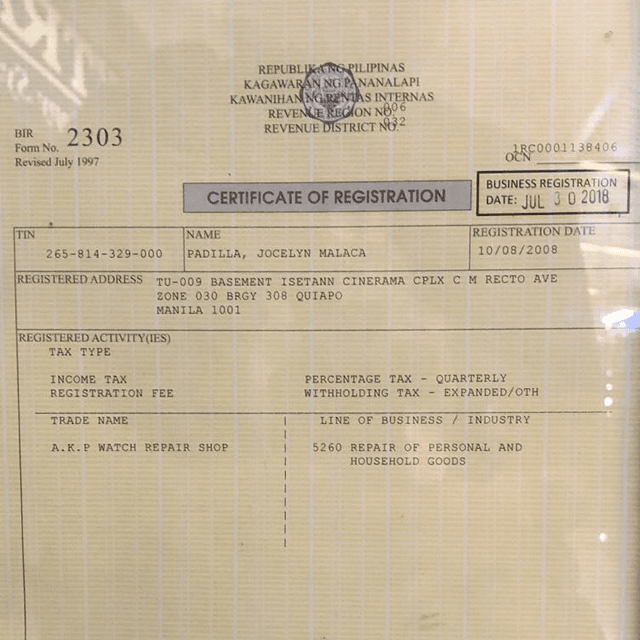 REPUBLIKA NG PILIPINAS
KAGAWARAN NG PANANALAPI
KAWANIHAN NG RENTAS INTERNAS
REVENUE REGION NO. 006
REVENUE DISTRICT NO. 032
BIR
Form No. 2303
Revised July 1997
1RC0001138406
OCN
CERTIFICATE OF REGISTRATION
BUSINESS REGISTRATION
DATE: JUL 30 2018
TIN
265-814-329-000
NAME
PADILLA, JOCELYN MALACA
REGISTRATION DATE
10/08/2008
REGISTERED ADDRESS TU-009 BASEMENT ISETANN CINERAMA CPLX C M RECTO AVE
ZONE 030 BRGY 308 QUIAPO
MANILA 1001
REGISTERED ACTIVITY(IES)
TAX TYPE
INCOME TAX PERCENTAGE TAX - QUARTERLY
REGISTRATION FEE WITHHOLDING TAX - EXPANDED/OTH
TRADE NAME LINE OF BUSINESS / INDUSTRY
A.K.P WATCH REPAIR SHOP 5260 REPAIR OF PERSONAL AND
HOUSEHOLD GOODS